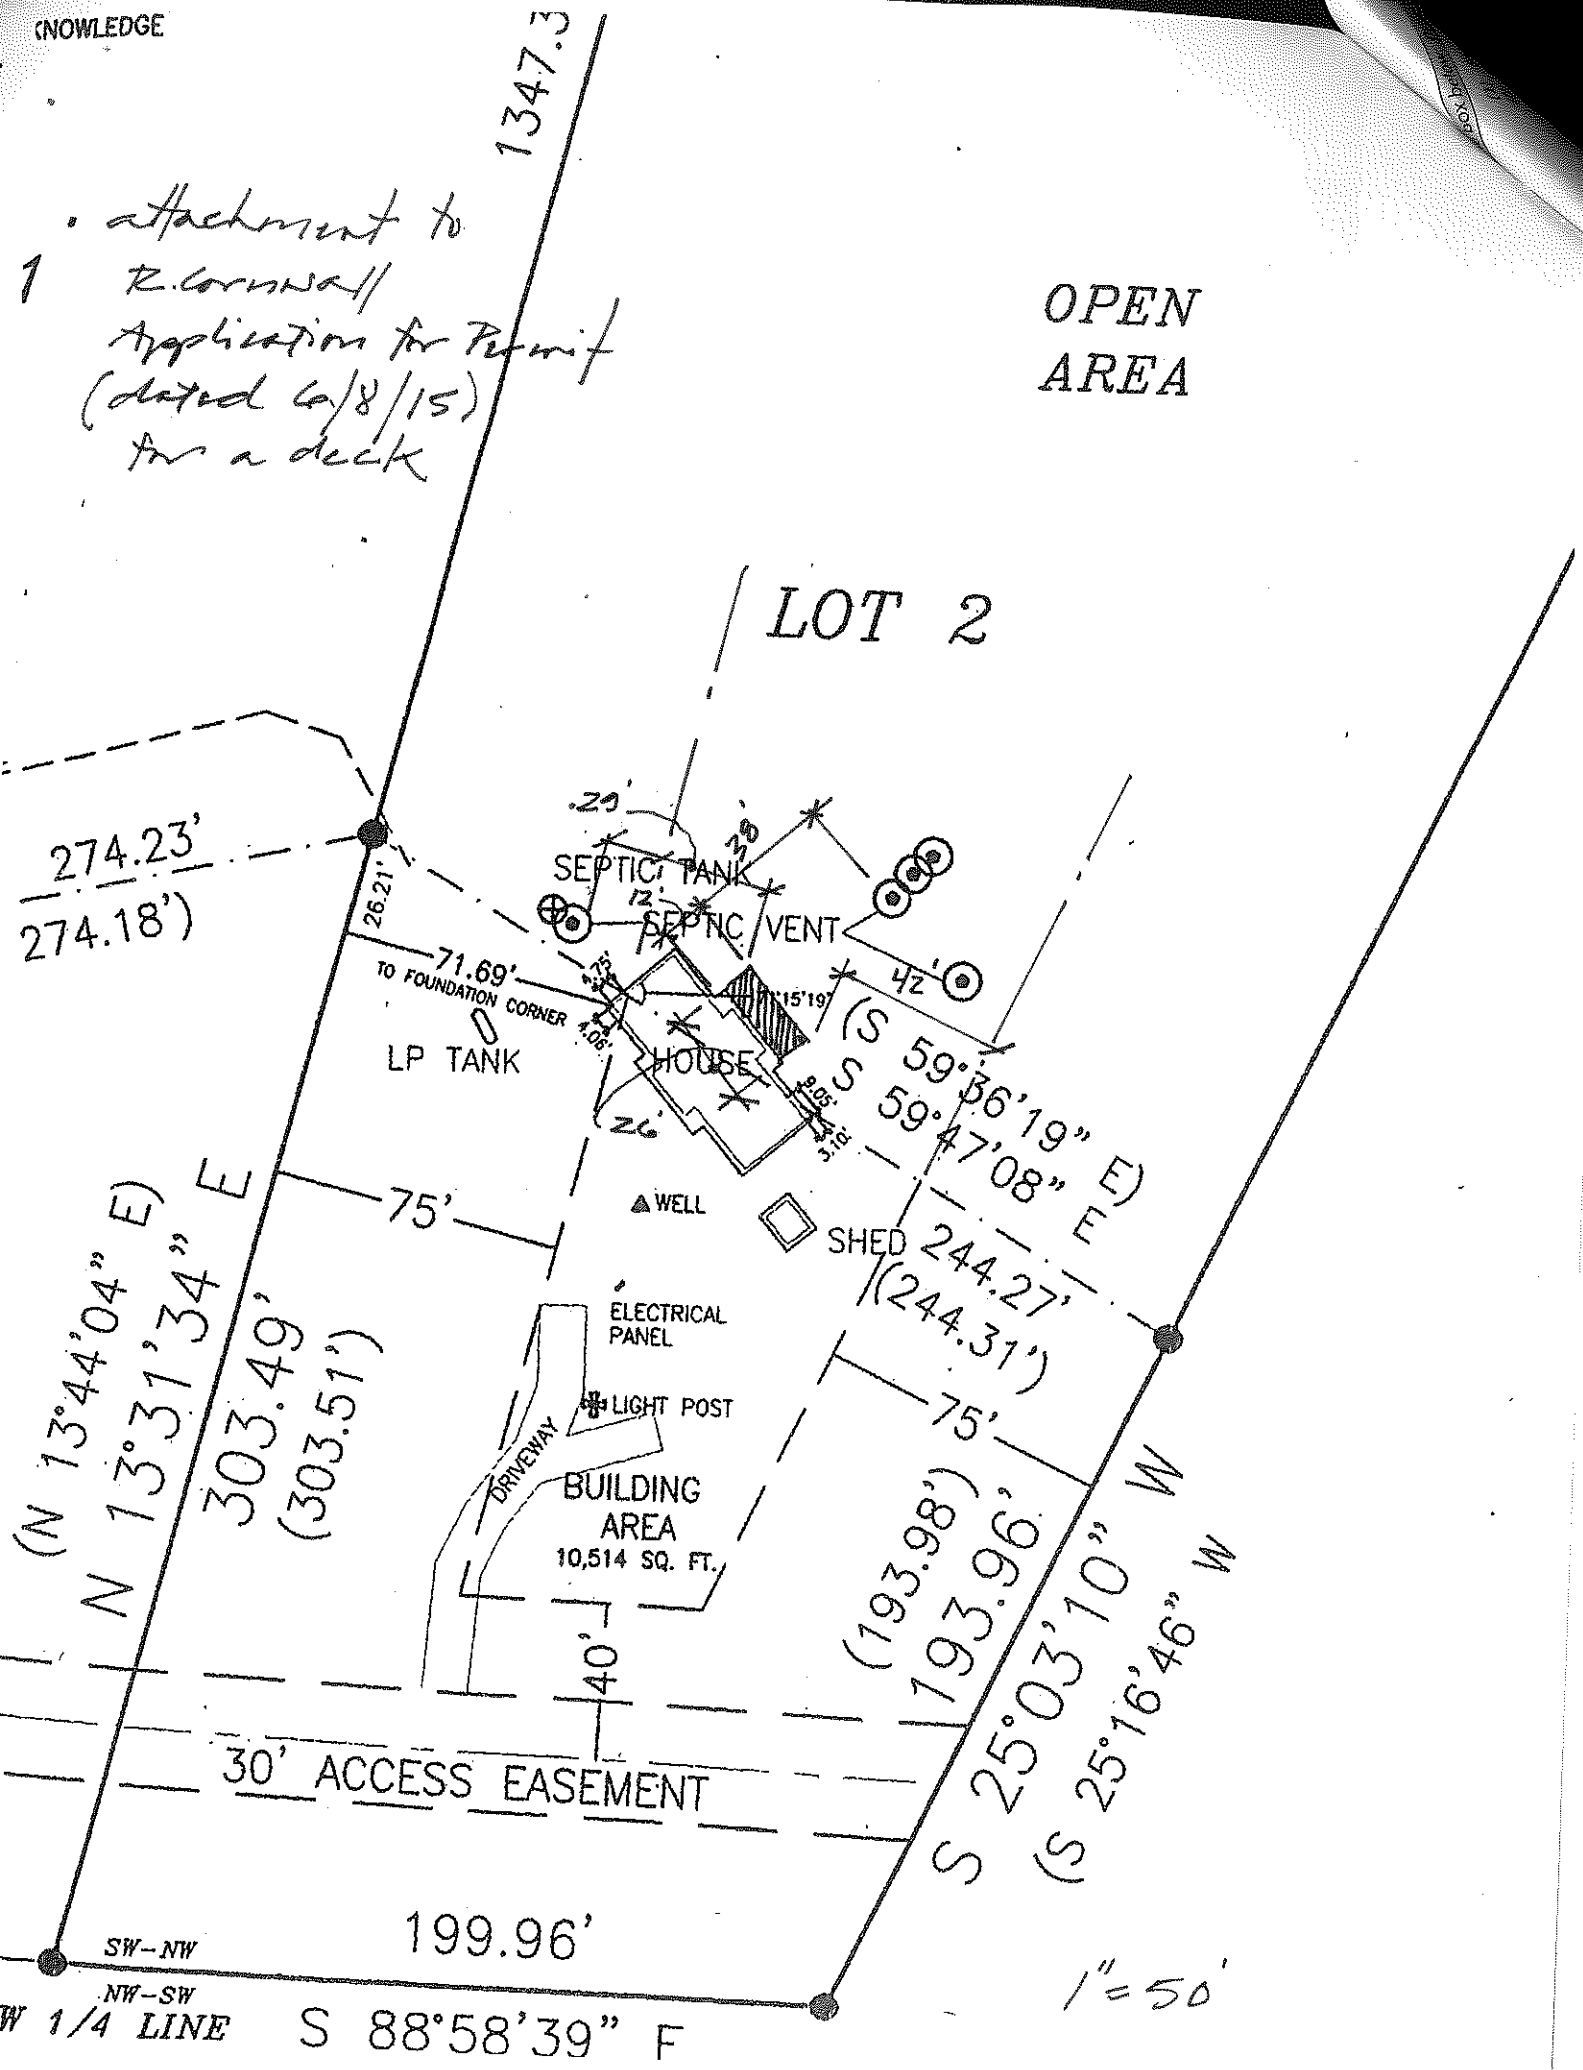 KNOWLEDGE
1347.3
• attachment to
1
R. Cornwall
Application for Permit
(dated 6/8/15)
for a deck
OPEN
AREA
LOT 2
274.23'
274.18')
26.21'
29'
38'
SEPTIC TANK
12'
SEPTIC VENT
71.69'
TO FOUNDATION CORNER
1.75'
4.06'
15'19"
42'
LP TANK
HOUSE
26'
9.05'
3.10'
(S 59°36'19" E)
S 59°47'08" E
244.27'
(244.31')
75'
WELL
SHED
ELECTRICAL
PANEL
LIGHT POST
DRIVEWAY
BUILDING
AREA
10,514 SQ. FT.
75'
(N 13°44'04" E)
N 13°31'34" E
303.49'
(303.51')
(193.98')
193.96'
S 25°03'10" W
(S 25°16'46" W
40'
30' ACCESS EASEMENT
199.96'
SW-NW
NW-SW
W 1/4 LINE
S 88°58'39" E
1"=50'